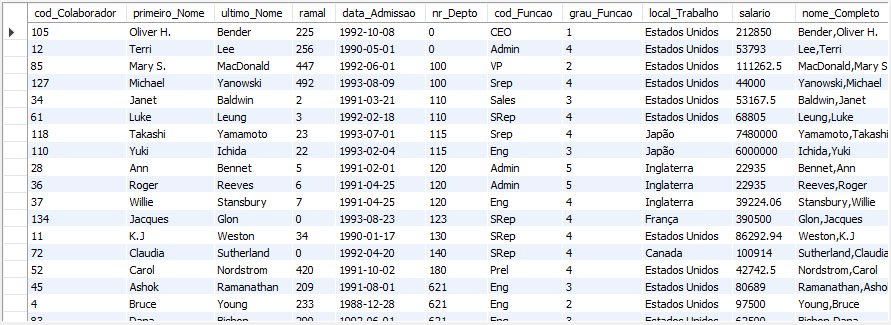 cod_Colaborador primeiro_Nome ultimo_Nome ramal data_Admissao nr_Depto cod_Funcao grau_Funcao local_Trabalho salario nome_Completo
105 Oliver H. Bender 225 1992-10-08 0 CEO 1 Estados Unidos 212850 Bender,Oliver H.
12 Terri Lee 256 1990-05-01 0 Admin 4 Estados Unidos 53793 Lee,Terri
85 Mary S. MacDonald 447 1992-06-01 100 VP 2 Estados Unidos 111262.5 MacDonald,Mary S
127 Michael Yanowski 492 1993-08-09 100 Srep 4 Estados Unidos 44000 Yanowski,Michael
34 Janet Baldwin 2 1991-03-21 110 Sales 3 Estados Unidos 53167.5 Baldwin,Janet
61 Luke Leung 3 1992-02-18 110 SRep 4 Estados Unidos 68805 Leung,Luke
118 Takashi Yamamoto 23 1993-07-01 115 Srep 4 Japão 7480000 Yamamoto,Takashi
110 Yuki Ichida 22 1993-02-04 115 Eng 3 Japão 6000000 Ichida,Yuki
28 Ann Bennet 5 1991-02-01 120 Admin 5 Inglaterra 22935 Bennet,Ann
36 Roger Reeves 6 1991-04-25 120 Admin 5 Inglaterra 22935 Reeves,Roger
37 Willie Stansbury 7 1991-04-25 120 Eng 4 Inglaterra 39224.06 Stansbury,Willie
134 Jacques Glon 0 1993-08-23 123 SRep 4 França 390500 Glon,Jacques
11 K.J Weston 34 1990-01-17 130 SRep 4 Estados Unidos 86292.94 Weston,K.J
72 Claudia Sutherland 0 1992-04-20 140 SRep 4 Canada 100914 Sutherland,Claudia
52 Carol Nordstrom 420 1991-10-02 180 Prel 4 Estados Unidos 42742.5 Nordstrom,Carol
45 Ashok Ramanathan 209 1991-08-01 621 Eng 3 Estados Unidos 80689 Ramanathan,Ashok
4 Bruce Young 233 1988-12-28 621 Eng 2 Estados Unidos 97500 Young,Bruce
83 Dana Bishop 1992-06-01 621 Eng 3 Estados Unidos 62500 Bishop,Dana